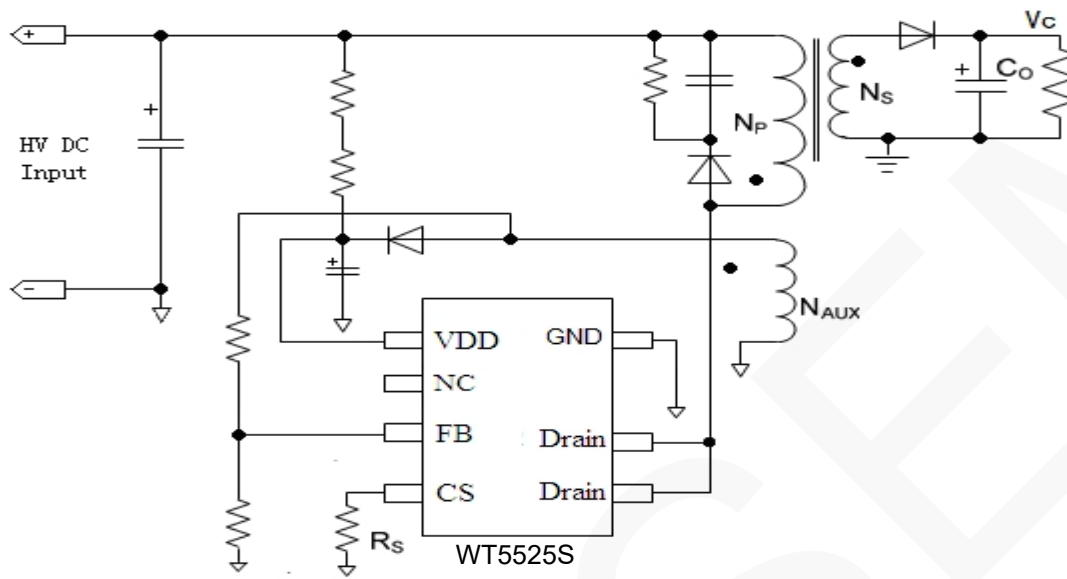 +
Vc
+
+
Co
NS
NP
HV DC
Input
-
+
NAUX
VDD
GND
NC
FB
Drain
CS
Drain
RS
WT5525S